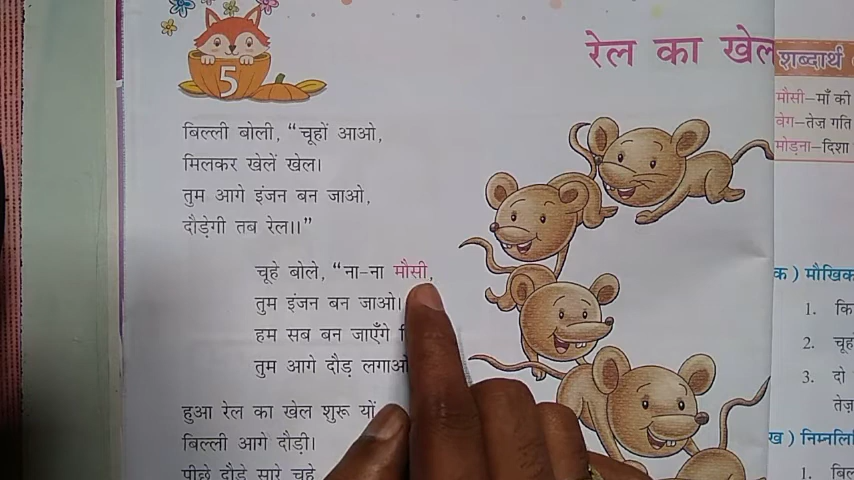 5
रेल का खेल
बिल्ली बोली, “चूहों आओ,
मिलकर खेलें खेल।
तुम आगे इंजन बन जाओ,
दौड़ेगी तब रेल।।”
चूहे बोले, “ना-ना मौसी,
तुम इंजन बन जाओ।
हम सब बन जाएँगे
तुम आगे दौड़ लगाओ
हुआ रेल का खेल शुरू यों
बिल्ली आगे दौड़ी।
पीछे दौड़े सारे चूहे
शब्दार्थ
मौसी–माँ की
वेग–तेज़ गति
मोड़ना–दिशा
क) मौखिक
1. कि
2. चूह
3. दो
तेज़
ख) निम्नलि
1. बिल